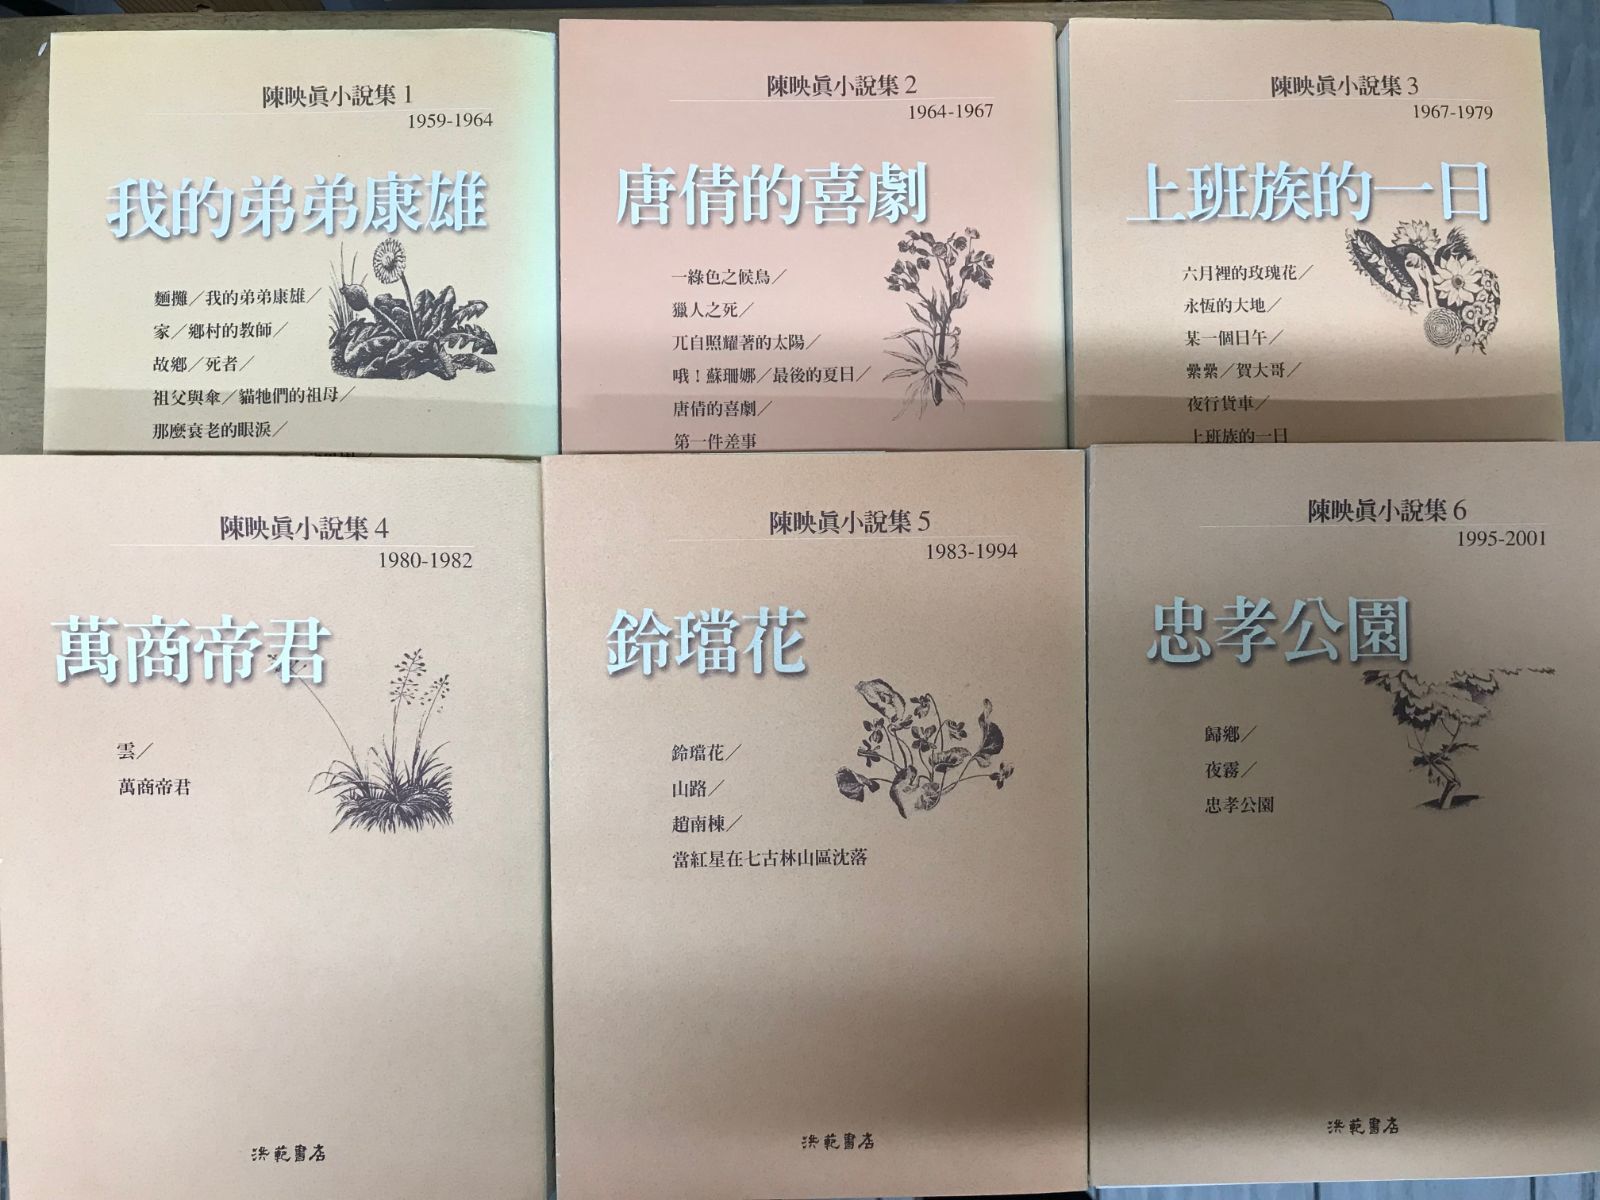 陳映眞小說集 1
1959-1964
我的弟弟康雄
麵攤／我的弟弟康雄／
家／鄉村的教師／
故鄉／死者／
祖父與傘／貓牠們的祖母／
那麼衰老的眼淚／
陳映眞小說集 2
1964-1967
唐倩的喜劇
一綠色之候鳥／
獵人之死／
兀自照耀著的太陽／
哦！蘇珊娜／最後的夏日／
唐倩的喜劇／
第一件差事
陳映眞小說集 3
1967-1979
上班族的一日
六月裡的玫瑰花／
永恆的大地／
某一個日午／
纍纍／賀大哥／
夜行貨車／
上班族的一日
陳映眞小說集 4
1980-1982
萬商帝君
雲／
萬商帝君
洪範書店
陳映眞小說集 5
1983-1994
鈴璫花
鈴璫花／
山路／
趙南棟／
當紅星在七古林山區沈落
洪範書店
陳映眞小說集 6
1995-2001
忠孝公園
歸鄉／
夜霧／
忠孝公園
洪範書店